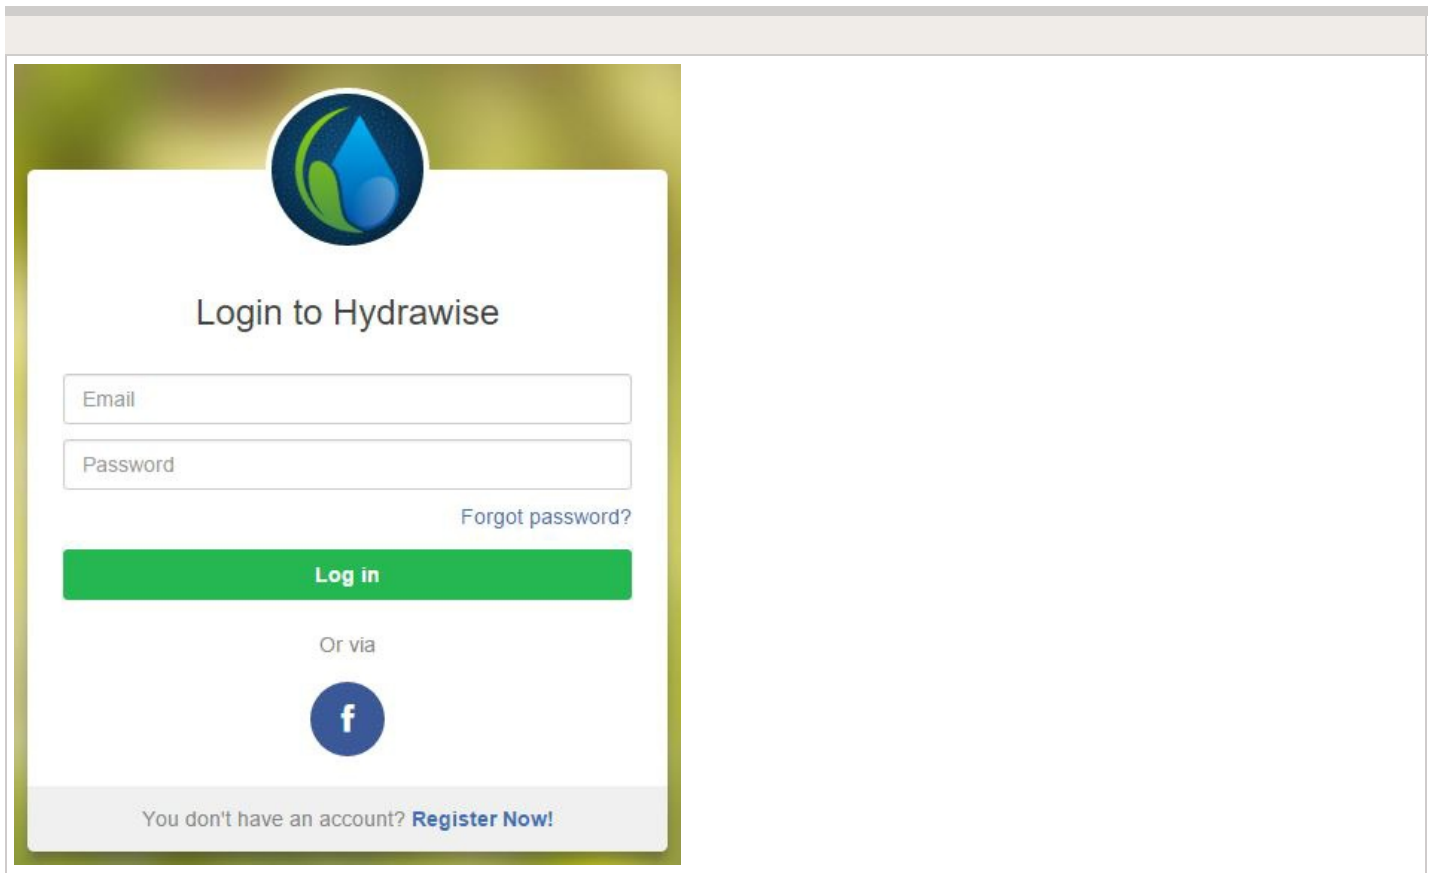 Login to Hydrawise
Email
Password
Forgot password?
Log in
Or via
f
You don't have an account? Register Now!